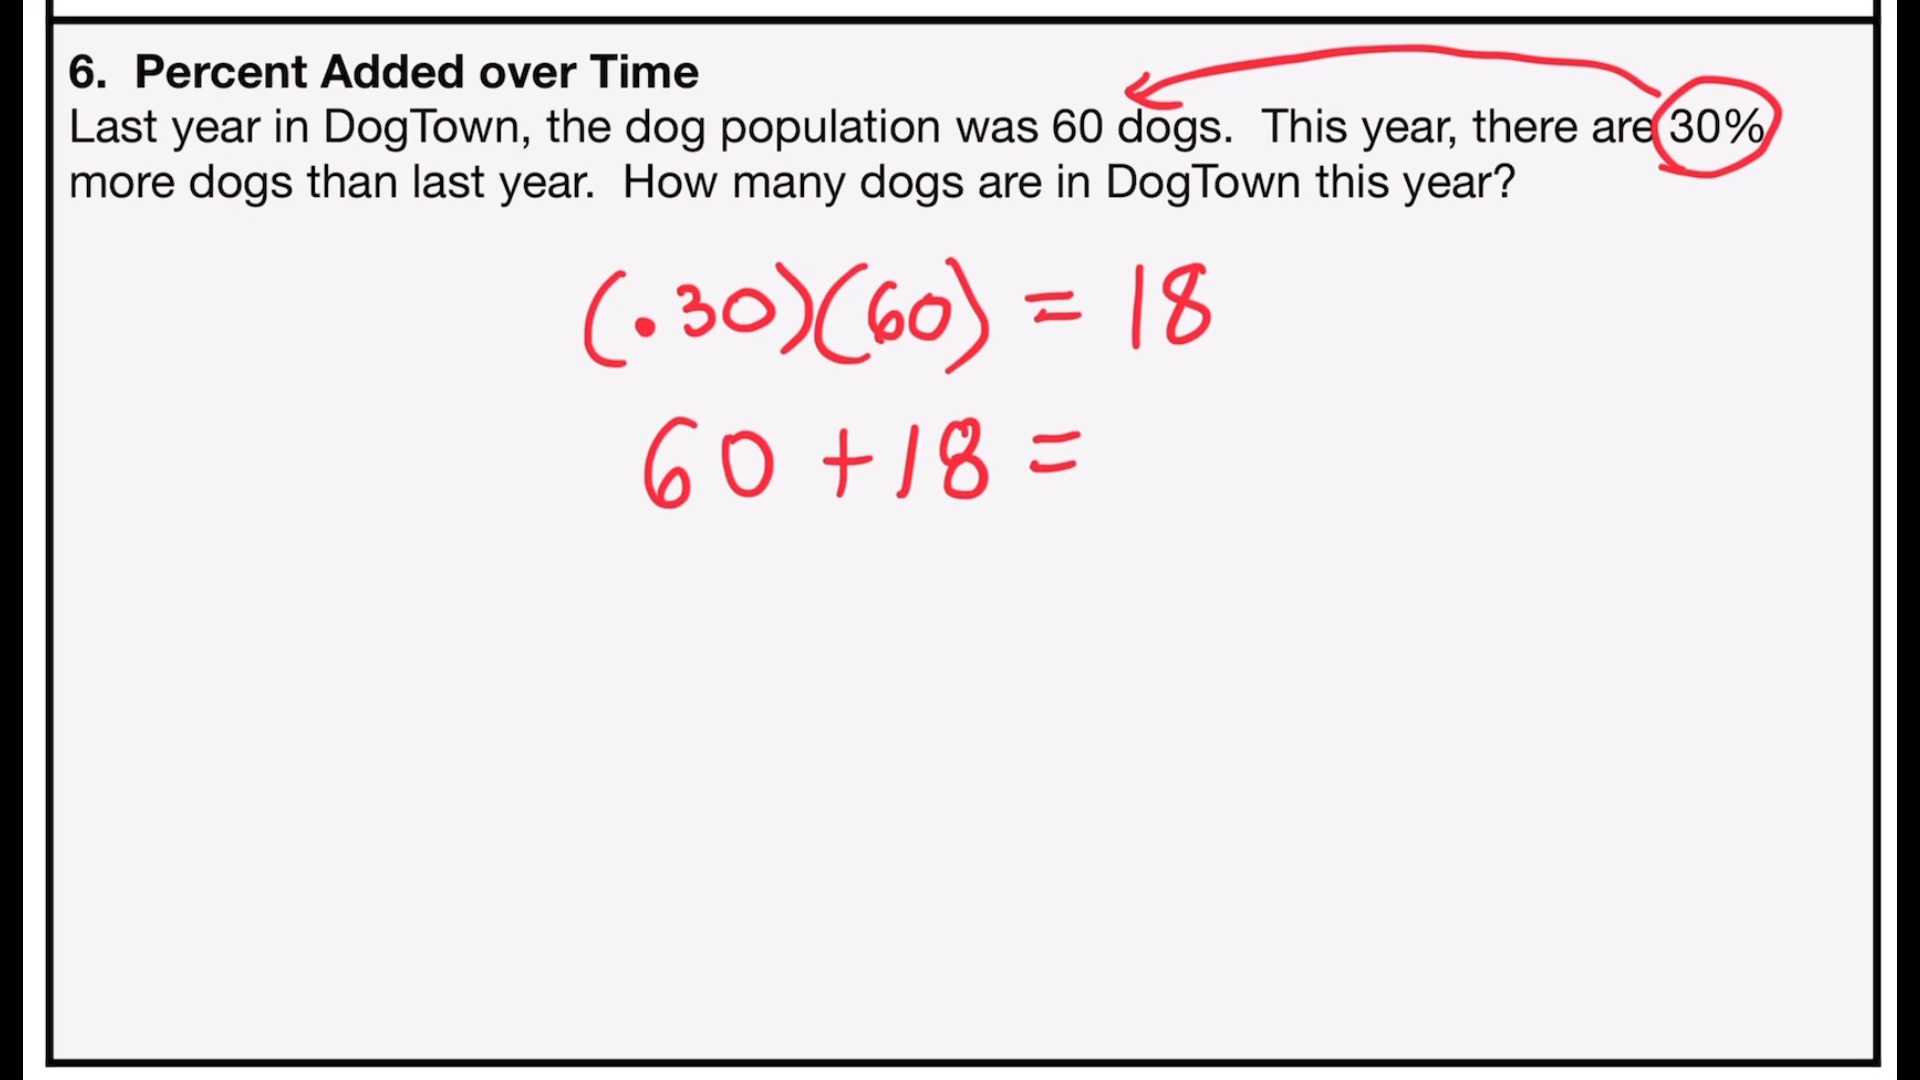 6. Percent Added over Time
Last year in DogTown, the dog population was 60 dogs. This year, there are 30%
more dogs than last year. How many dogs are in DogTown this year?
(.30)(60) = 18
60 + 18 =